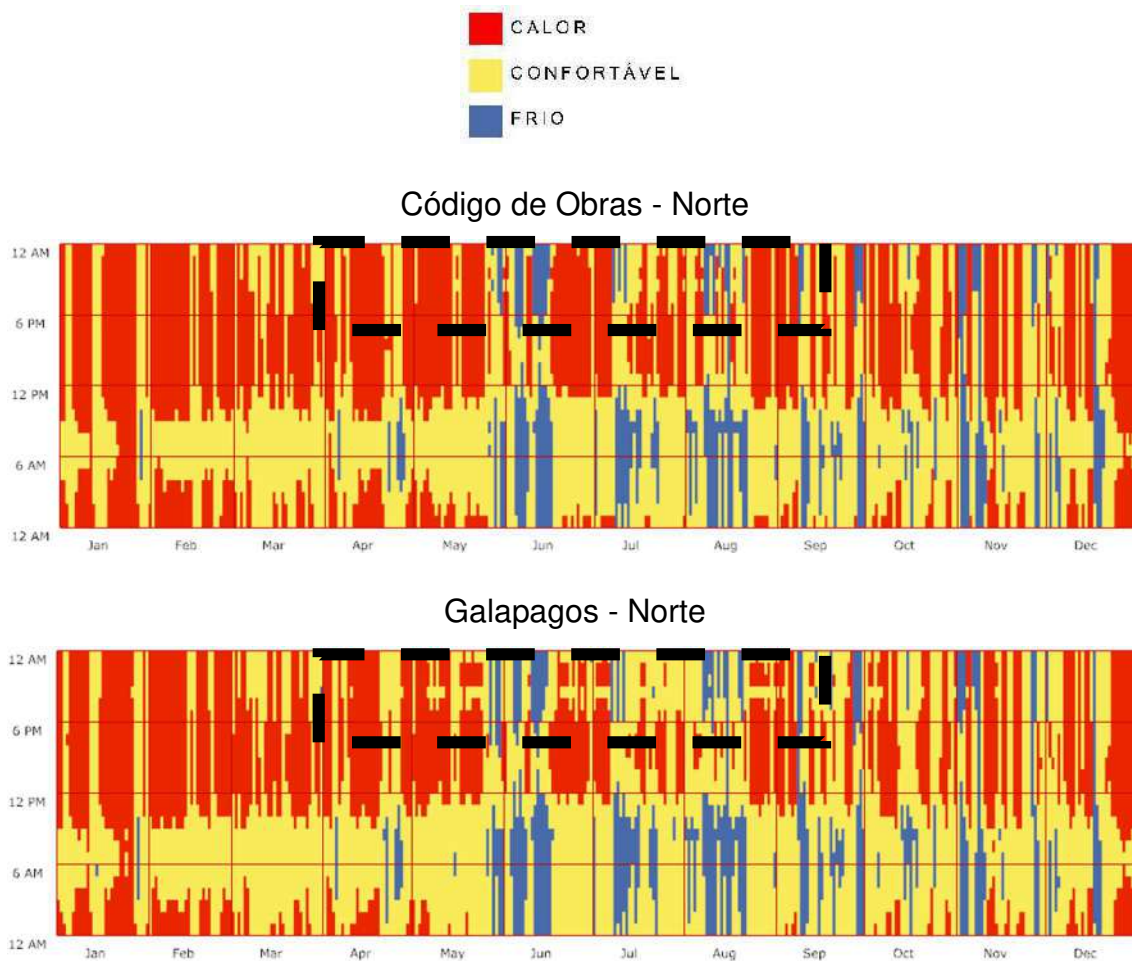 CALOR
CONFORTÁVEL
FRIO
Código de Obras - Norte
12 AM
6 PM
12 PM
6 AM
12 AM
Jan Feb Mar Apr May Jun Jul Aug Sep Oct Nov Dec
Galapagos - Norte
12 AM
6 PM
12 PM
6 AM
12 AM
Jan Feb Mar Apr May Jun Jul Aug Sep Oct Nov Dec